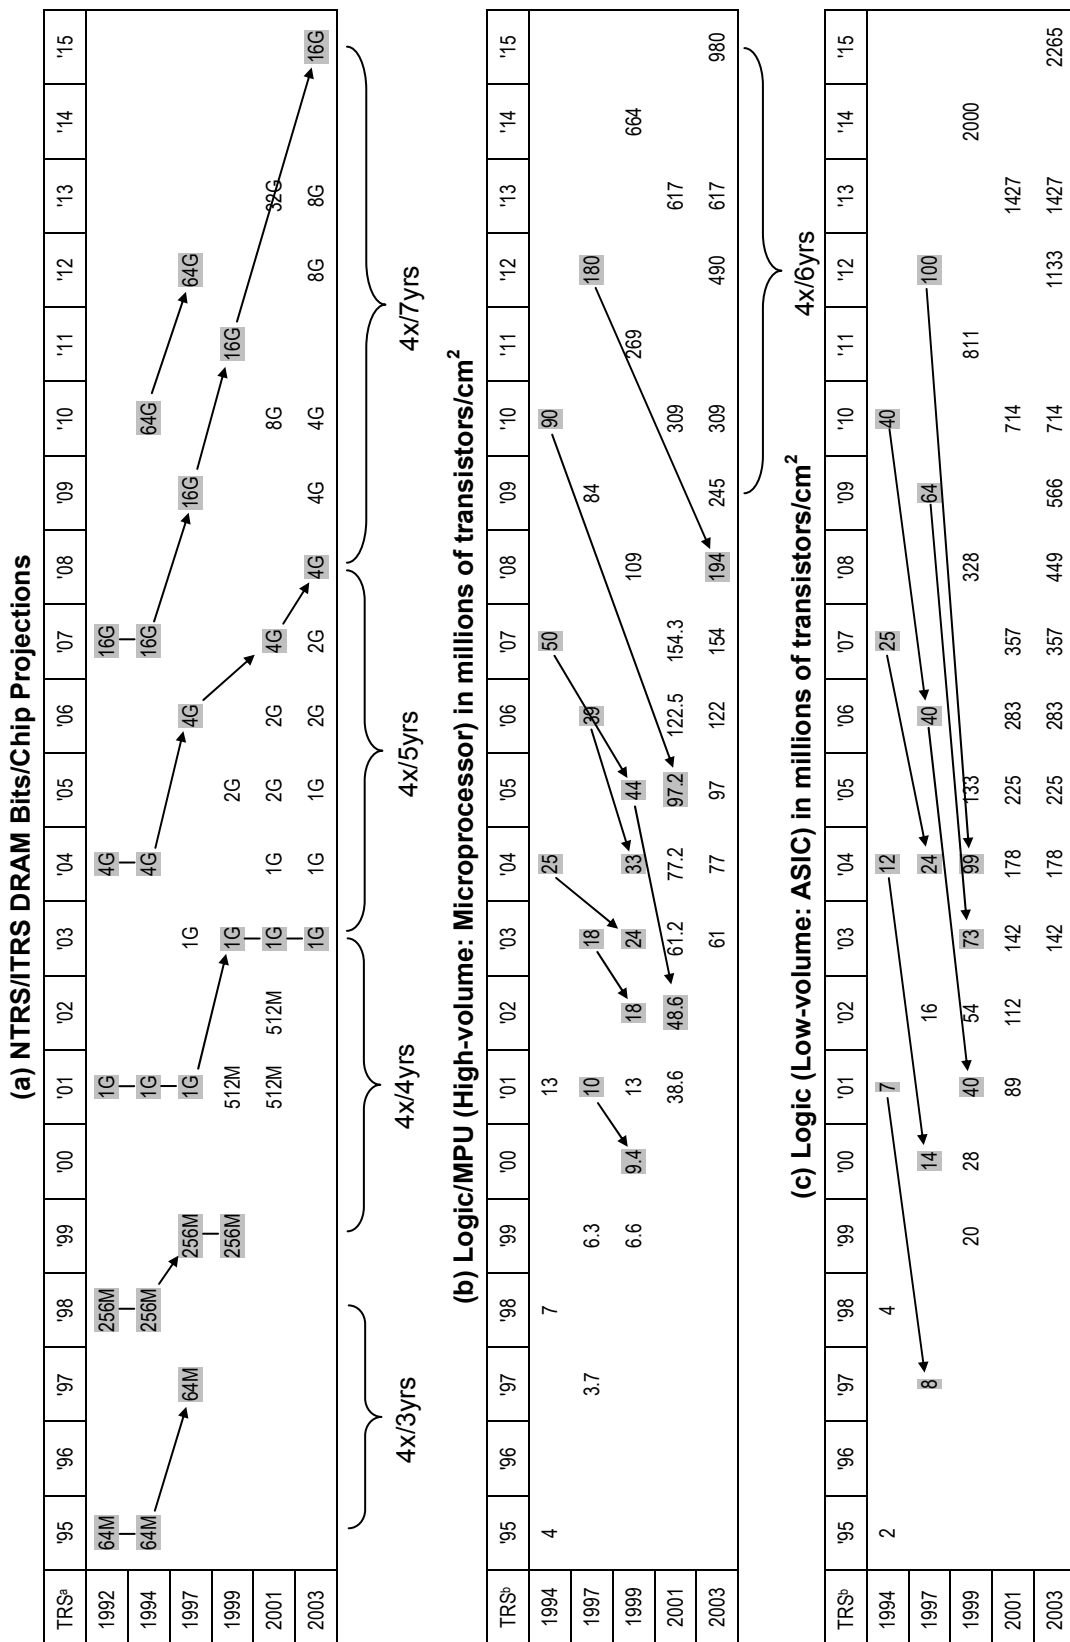 (a) NTRS/ITRS DRAM Bits/Chip Projections
TRSa '95 '96 '97 '98 '99 '00 '01 '02 '03 '04 '05 '06 '07 '08 '09 '10 '11 '12 '13 '14 '15
1992 64M 256M 1G 4G 16G
1994 64M 256M 1G 4G 16G 64G
1997 64M 256M 1G 1G 4G 16G 64G
1999 256M 512M 1G 2G 16G
2001 512M 512M 1G 1G 2G 2G 4G 8G 32G
2003 1G 1G 1G 2G 2G 4G 4G 4G 8G 8G 16G
4x/3yrs 4x/4yrs 4x/5yrs 4x/7yrs
(b) Logic/MPU (High-volume: Microprocessor) in millions of transistors/cm2
TRSb '95 '96 '97 '98 '99 '00 '01 '02 '03 '04 '05 '06 '07 '08 '09 '10 '11 '12 '13 '14 '15
1994 4 7 13 25 50 90
1997 3.7 6.3 10 18 39 84 180
1999 6.6 9.4 13 18 24 33 44 109 269 664
2001 38.6 48.6 61.2 77.2 97.2 122.5 154.3 309 617
2003 61 77 97 122 154 194 245 309 490 617 980
4x/6yrs
(c) Logic (Low-volume: ASIC) in millions of transistors/cm2
TRSb '95 '96 '97 '98 '99 '00 '01 '02 '03 '04 '05 '06 '07 '08 '09 '10 '11 '12 '13 '14 '15
1994 2 4 7 12 25 40
1997 8 14 16 24 40 64 100
1999 20 28 40 54 73 99 133 328 811 2000
2001 89 112 142 178 225 283 357 714 1427
2003 142 178 225 283 357 449 566 714 1133 1427 2265